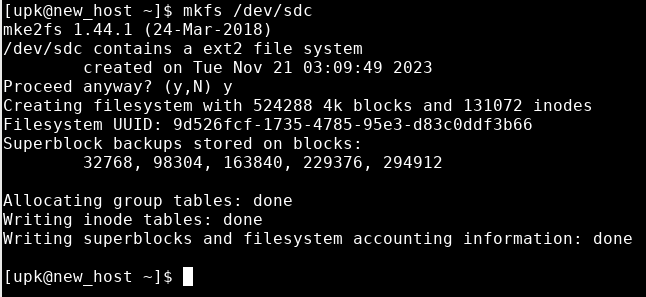 [upk@new_host ~]$ mkfs /dev/sdc
mke2fs 1.44.1 (24-Mar-2018)
/dev/sdc contains a ext2 file system
        created on Tue Nov 21 03:09:49 2023
Proceed anyway? (y,N) y
Creating filesystem with 524288 4k blocks and 131072 inodes
Filesystem UUID: 9d526fcf-1735-4785-95e3-d83c0ddf3b66
Superblock backups stored on blocks:
        32768, 98304, 163840, 229376, 294912

Allocating group tables: done
Writing inode tables: done
Writing superblocks and filesystem accounting information: done

[upk@new_host ~]$